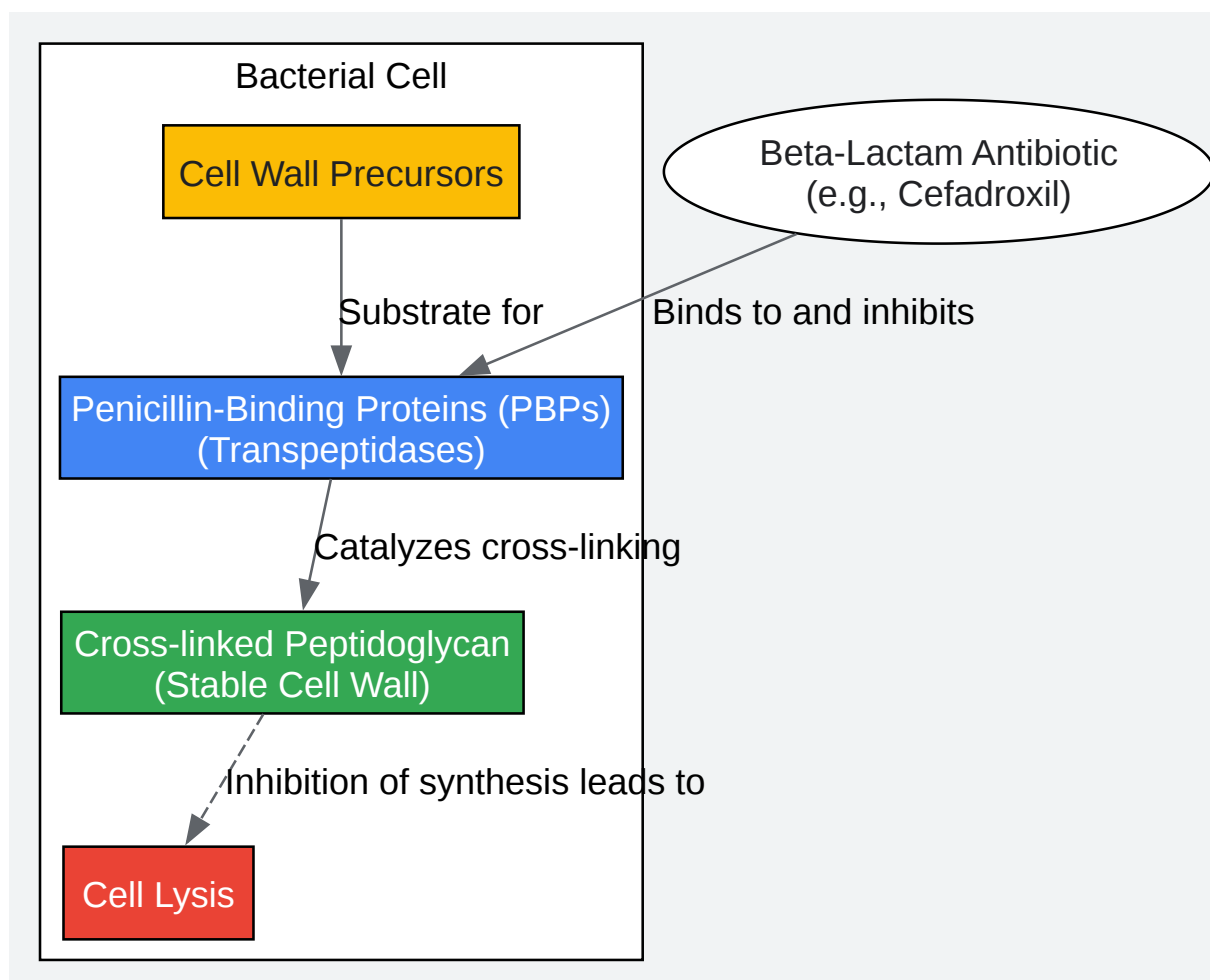 Bacterial Cell
Cell Wall Precursors
Beta-Lactam Antibiotic
(e.g., Cefadroxil)
Substrate for
Binds to and inhibits
Penicillin-Binding Proteins (PBPs)
(Transpeptidases)
Catalyzes cross-linking
Cross-linked Peptidoglycan
(Stable Cell Wall)
Inhibition of synthesis leads to
Cell Lysis